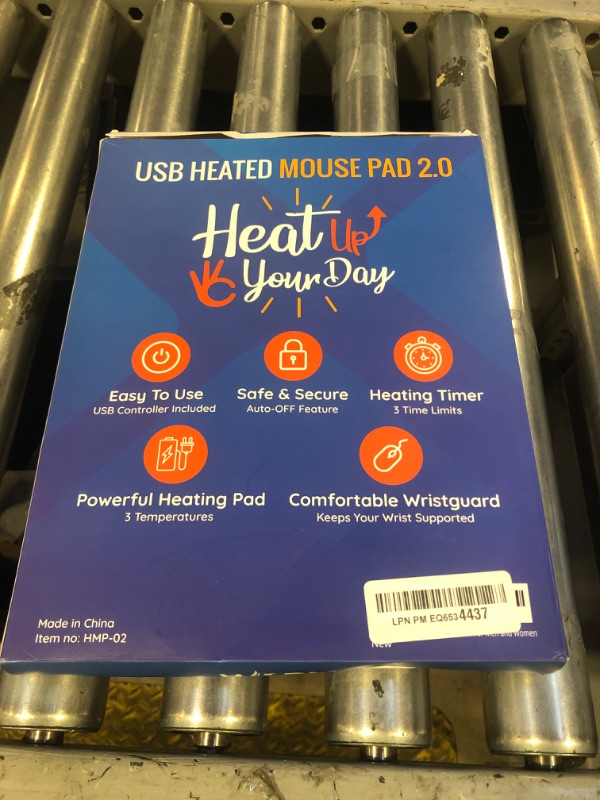 USB HEATED MOUSE PAD 2.0
Heat Up
Your Day
Easy To Use
USB Controller Included
Safe & Secure
Auto-OFF Feature
Heating Timer
3 Time Limits
Powerful Heating Pad
3 Temperatures
Comfortable Wristguard
Keeps Your Wrist Supported
LPN PM EQ6534437
Made in China
Item no: HMP-02
and Women
New